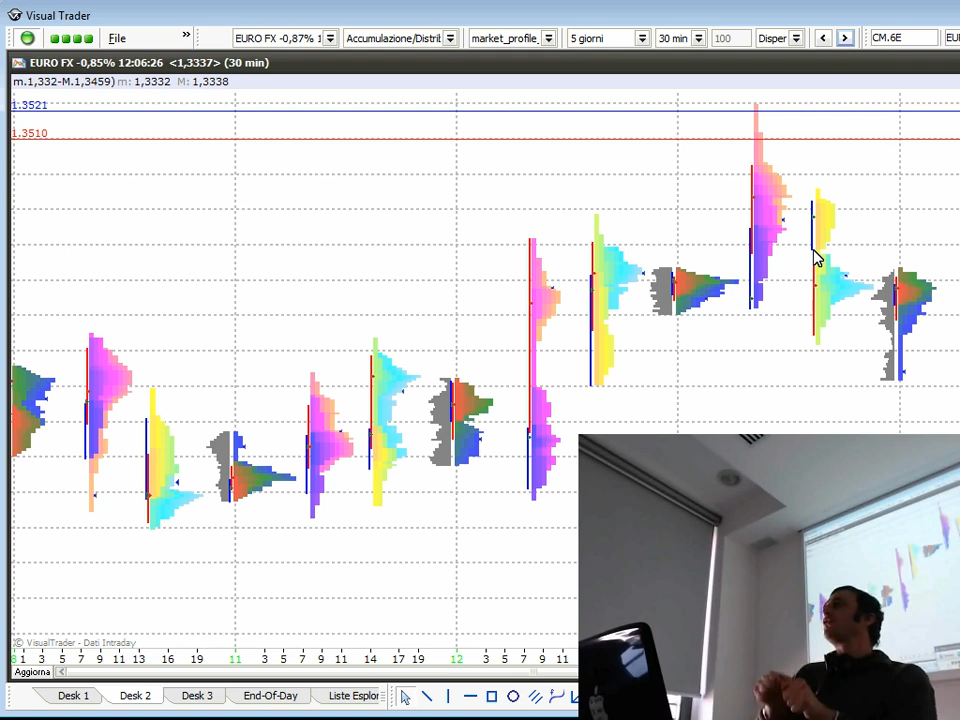 Visual Trader
File » EURO FX -0,87% 1 Accumulazione/Distrib market_profile_ 5 giorni 30 min 100 Disper < > CM.6E EUR
EURO FX -0,85% 12:06:26 <1,3337> (30 min)
m.1,332-M.1,3459) m: 1,3332 M: 1,3338
1.3521
1.3510
© VisualTrader - Dati Intraday
8 1 3 5 7 9 11 13 16 19 11 3 5 7 9 11 14 17 19 12 3 5 7 9 11
Aggiorna
Desk 1 Desk 2 Desk 3 End-Of-Day Liste Esplor